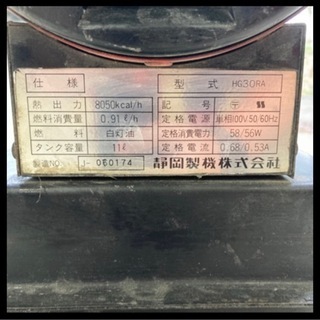 仕様 型式 HG30RA
熱出力 8050kcal/h 記号 〒
燃料消費量 0.91ℓ/h 定格電源 単相100V 50/60Hz
燃料 白灯油 定格消費電力 58/56W
タンク容量 11ℓ 定格電流 0.68/0.53A
製造No. J-060174 静岡製機株式会社